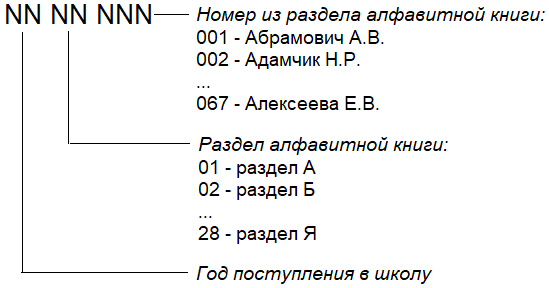 NN NN NNN
Номер из раздела алфавитной книги:
001 - Абрамович А.В.
002 - Адамчик Н.Р.
...
067 - Алексеева Е.В.
Раздел алфавитной книги:
01 - раздел А
02 - раздел Б
...
28 - раздел Я
Год поступления в школу